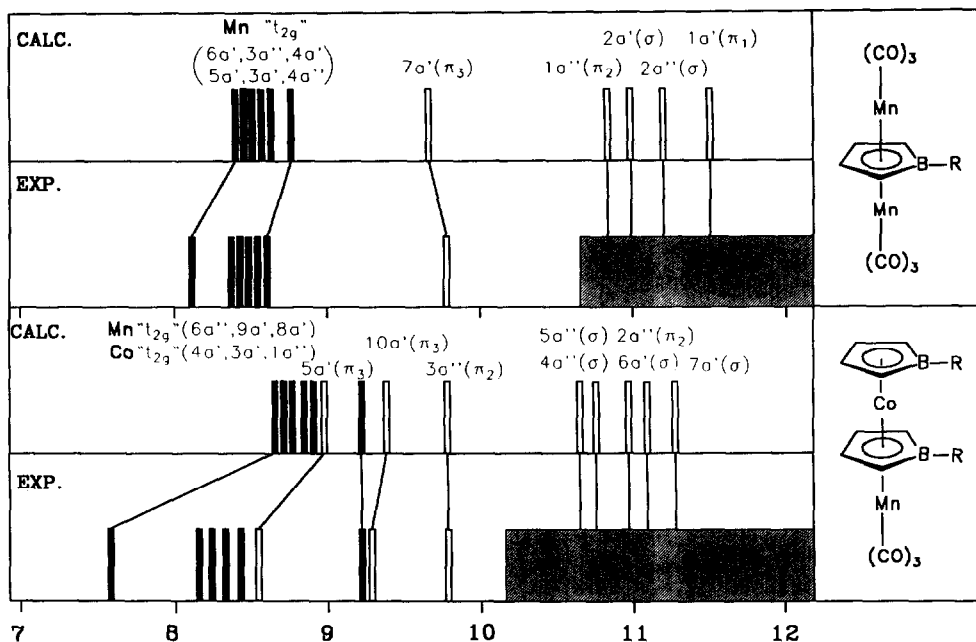 CALC.
Mn "t₂g"
(6a',3a'',4a')
(5a',3a',4a'')
7a'(π₃)
2a'(σ) 1a'(π₁)
1a''(π₂) 2a''(σ)
EXP.
(CO)₃
Mn
B-R
Mn
(CO)₃
CALC.
Mn"t₂g"(6a'',9a',8a')
Co"t₂g"(4a',3a',1a'')
10a'(π₃)
5a'(π₃) 3a''(π₂)
5a''(σ) 2a''(π₂)
4a''(σ) 6a'(σ) 7a'(σ)
EXP.
B-R
Co
B-R
Mn
(CO)₃
7 8 9 10 11 12